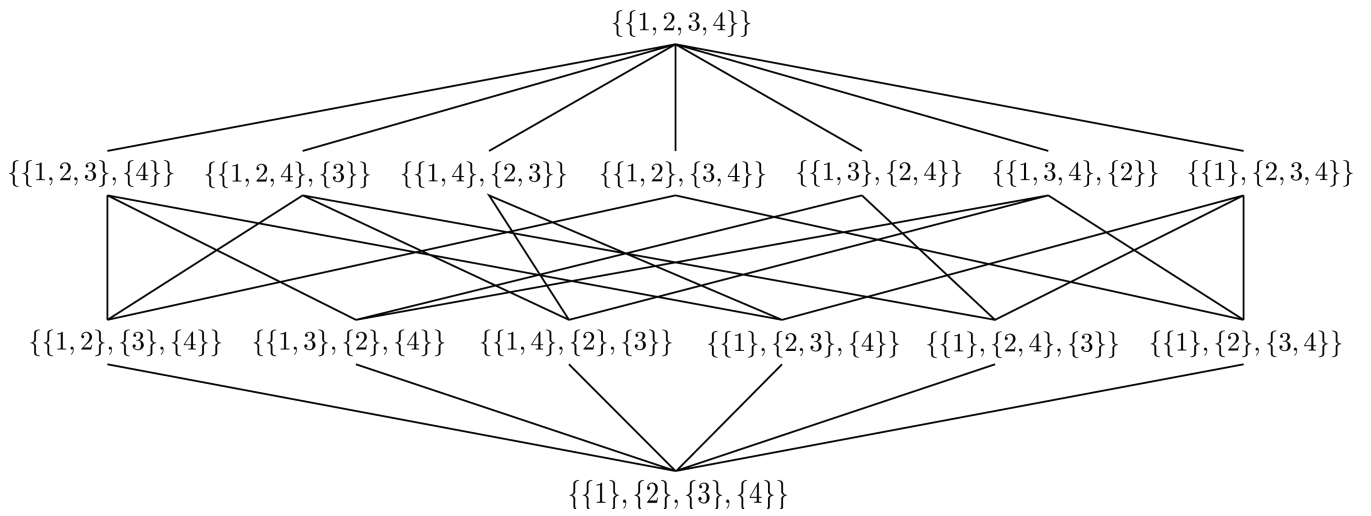 {{1, 2, 3, 4}}
{{1, 2, 3}, {4}} {{1, 2, 4}, {3}} {{1, 4}, {2, 3}} {{1, 2}, {3, 4}} {{1, 3}, {2, 4}} {{1, 3, 4}, {2}} {{1}, {2, 3, 4}}
{{1, 2}, {3}, {4}} {{1, 3}, {2}, {4}} {{1, 4}, {2}, {3}} {{1}, {2, 3}, {4}} {{1}, {2, 4}, {3}} {{1}, {2}, {3, 4}}
{{1}, {2}, {3}, {4}}